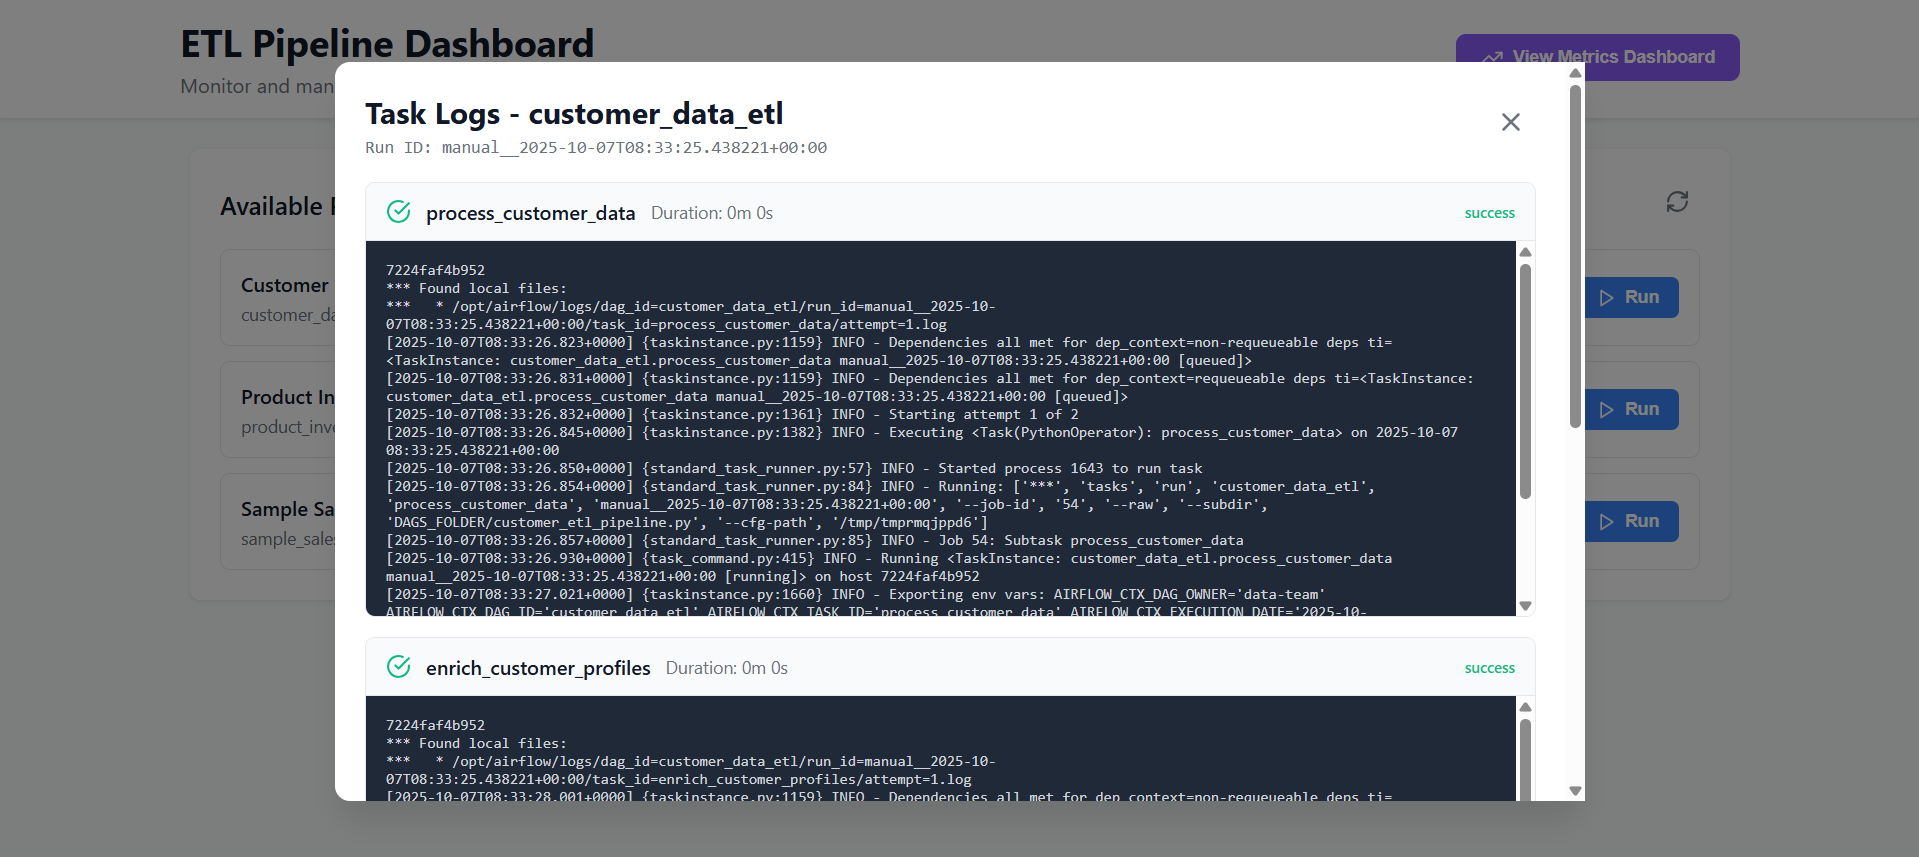 ETL Pipeline Dashboard
Monitor and man
View Metrics Dashboard
Task Logs - customer_data_etl
Run ID: manual__2025-10-07T08:33:25.438221+00:00
Available
Customer
customer_da
Run
Product In
product_inve
Run
Sample Sa
sample_sales
Run
process_customer_data Duration: 0m 0s success
7224faf4b952
*** Found local files:
***   * /opt/airflow/logs/dag_id=customer_data_etl/run_id=manual__2025-10-
07T08:33:25.438221+00:00/task_id=process_customer_data/attempt=1.log
[2025-10-07T08:33:26.823+0000] {taskinstance.py:1159} INFO - Dependencies all met for dep_context=non-requeueable deps ti=
<TaskInstance: customer_data_etl.process_customer_data manual__2025-10-07T08:33:25.438221+00:00 [queued]>
[2025-10-07T08:33:26.831+0000] {taskinstance.py:1159} INFO - Dependencies all met for dep_context=requeueable deps ti=<TaskInstance:
customer_data_etl.process_customer_data manual__2025-10-07T08:33:25.438221+00:00 [queued]>
[2025-10-07T08:33:26.832+0000] {taskinstance.py:1361} INFO - Starting attempt 1 of 2
[2025-10-07T08:33:26.845+0000] {taskinstance.py:1382} INFO - Executing <Task(PythonOperator): process_customer_data> on 2025-10-07
08:33:25.438221+00:00
[2025-10-07T08:33:26.850+0000] {standard_task_runner.py:57} INFO - Started process 1643 to run task
[2025-10-07T08:33:26.854+0000] {standard_task_runner.py:84} INFO - Running: ['***', 'tasks', 'run', 'customer_data_etl',
'process_customer_data', 'manual__2025-10-07T08:33:25.438221+00:00', '--job-id', '54', '--raw', '--subdir',
'DAGS_FOLDER/customer_etl_pipeline.py', '--cfg-path', '/tmp/tmprmqjppd6']
[2025-10-07T08:33:26.857+0000] {standard_task_runner.py:85} INFO - Job 54: Subtask process_customer_data
[2025-10-07T08:33:26.930+0000] {task_command.py:415} INFO - Running <TaskInstance: customer_data_etl.process_customer_data
manual__2025-10-07T08:33:25.438221+00:00 [running]> on host 7224faf4b952
[2025-10-07T08:33:27.021+0000] {taskinstance.py:1660} INFO - Exporting env vars: AIRFLOW_CTX_DAG_OWNER='data-team'
AIRFLOW_CTX_DAG_ID='customer_data_etl' AIRFLOW_CTX_TASK_ID='process_customer_data' AIRFLOW_CTX_EXECUTION_DATE='2025-10-
enrich_customer_profiles Duration: 0m 0s success
7224faf4b952
*** Found local files:
***   * /opt/airflow/logs/dag_id=customer_data_etl/run_id=manual__2025-10-
07T08:33:25.438221+00:00/task_id=enrich_customer_profiles/attempt=1.log
[2025-10-07T08:33:28.001+0000] {taskinstance.py:1159} INFO - Dependencies all met for dep_context=non-requeueable deps ti=